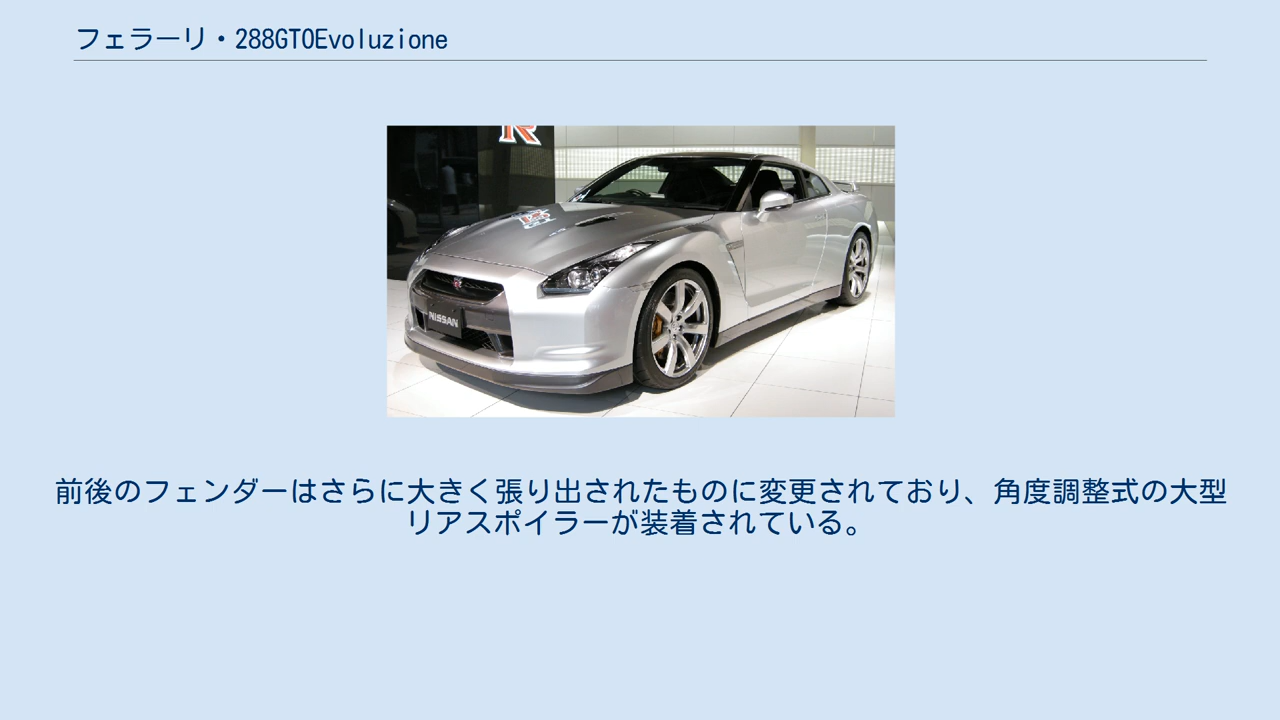 フェラーリ・288GTOEvoluzione
R
NISSAN
前後のフェンダーはさらに大きく張り出されたものに変更されており、角度調整式の大型
リアスポイラーが装着されている。